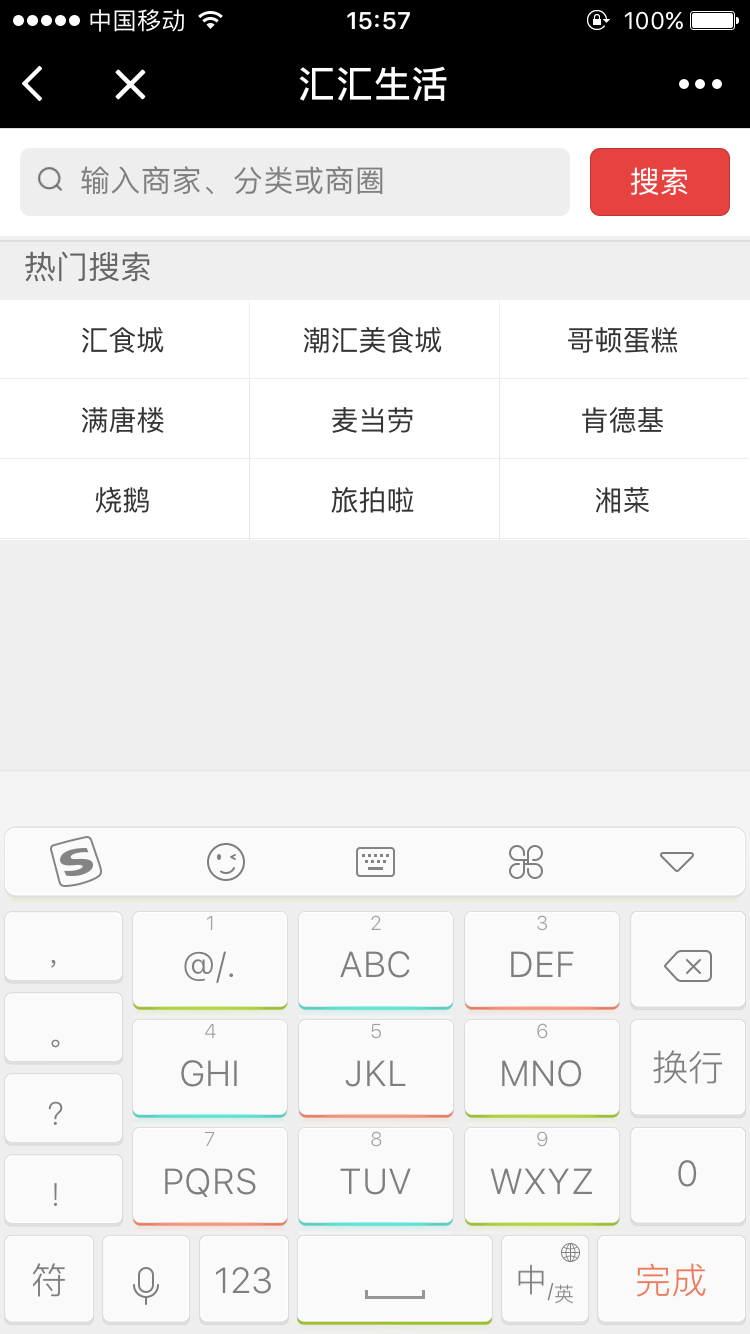 中国移动 15:57 100%
汇汇生活
输入商家、分类或商圈 搜索
热门搜索
汇食城 潮汇美食城 哥顿蛋糕
满唐楼 麦当劳 肯德基
烧鹅 旅拍啦 湘菜
S
, 1 @/. 2 ABC 3 DEF
。 4 GHI 5 JKL 6 MNO 换行
?
7 PQRS 8 TUV 9 WXYZ 0
!
符 123 中/英 完成